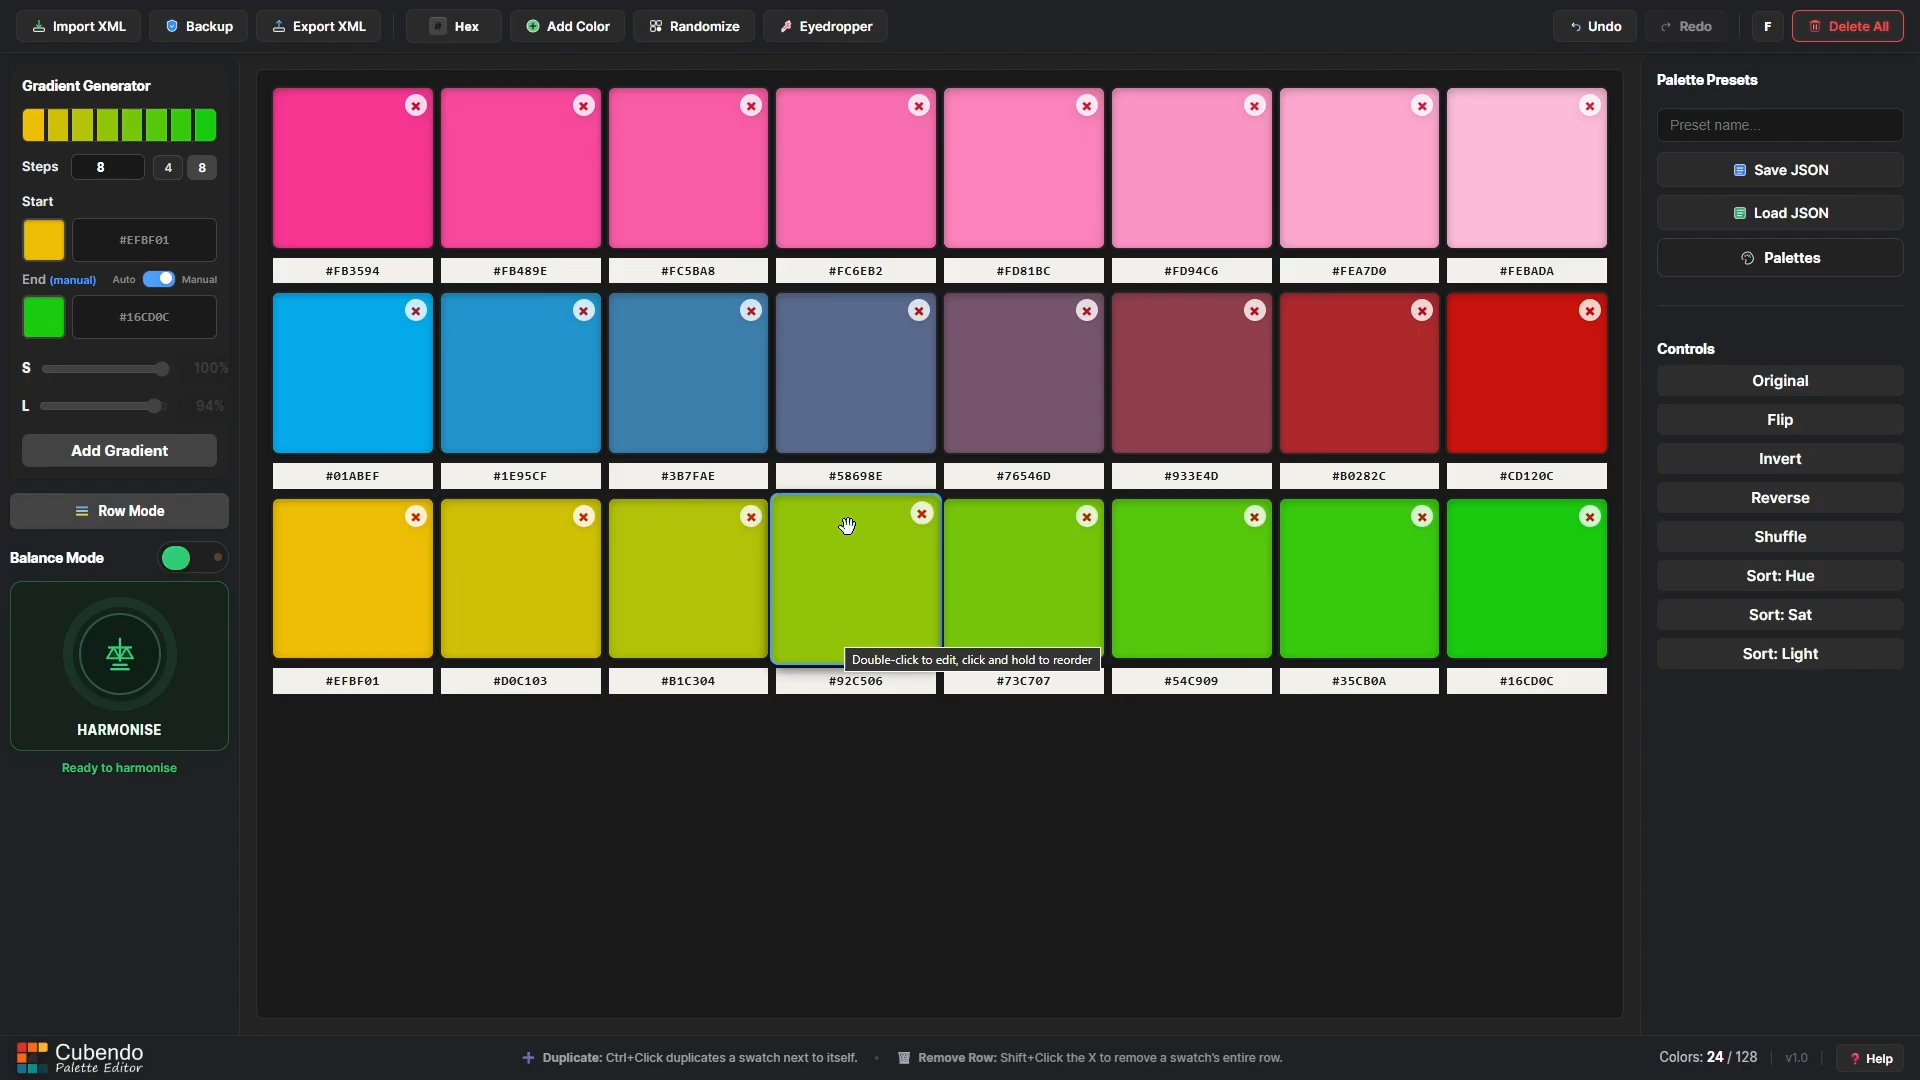 Import XML
Backup
Export XML
# Hex
Add Color
Randomize
Eyedropper
Undo
Redo
F
Delete All
Gradient Generator
Steps 8 4 8
Start
#EFBF01
End (manual) Auto Manual
#16CD0C
S 100%
L 94%
Add Gradient
Row Mode
Balance Mode
HARMONISE
Ready to harmonise
#FB3594 #FB489E #FC5BA8 #FC6EB2 #FD81BC #FD94C6 #FEA7D0 #FEBADA
#01ABEF #1E95CF #3B7FAE #58698E #76546D #933E4D #B0282C #CD120C
Double-click to edit, click and hold to reorder
#EFBF01 #D0C103 #B1C304 #92C506 #73C707 #54C909 #35CB0A #16CD0C
Palette Presets
Preset name...
Save JSON
Load JSON
Palettes
Controls
Original
Flip
Invert
Reverse
Shuffle
Sort: Hue
Sort: Sat
Sort: Light
Cubendo
Palette Editor
Duplicate: Ctrl+Click duplicates a swatch next to itself. • Remove Row: Shift+Click the X to remove a swatch's entire row.
Colors: 24 / 128
v1.0
? Help